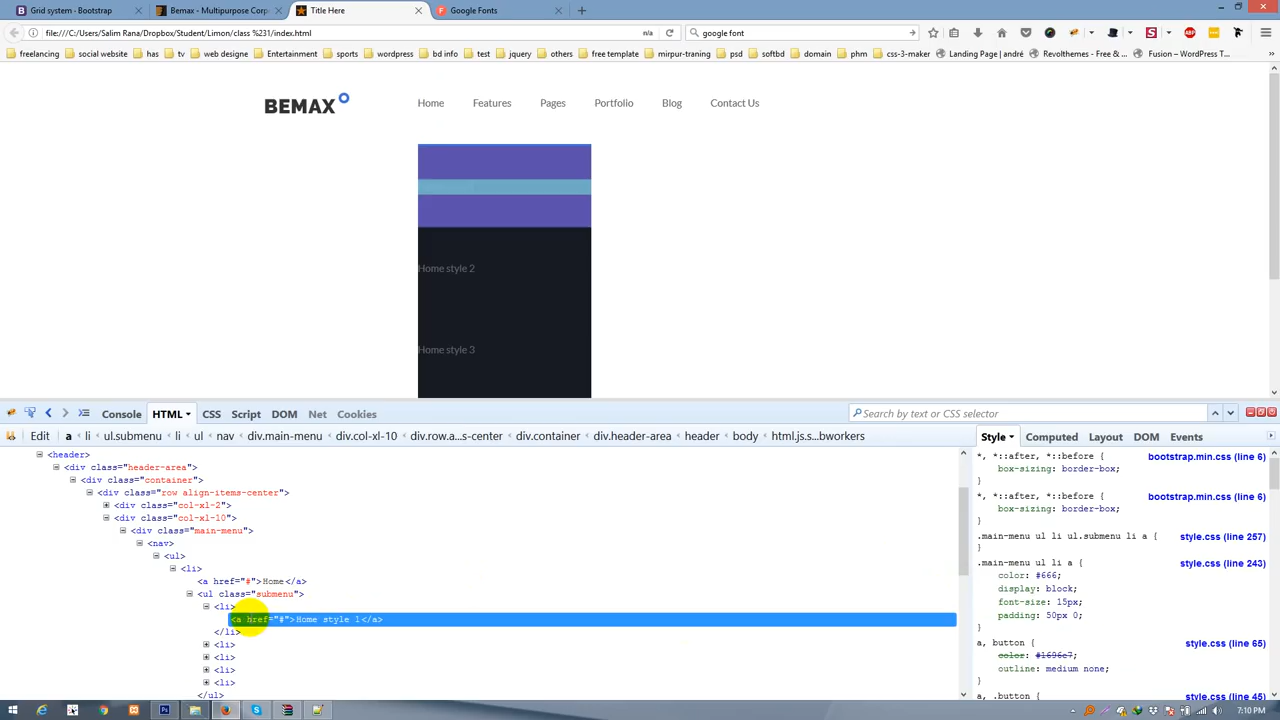 Grid system · Bootstrap
Bemax - Multipurpose Corp
Title Here
Google Fonts
file:///C:/Users/Salim Rana/Dropbox/Student/Limon/class %231/index.html
n/a
google font
freelancing
social website
has
tv
web designe
Entertainment
sports
wordpress
bd info
test
jquery
others
free template
mirpur-traning
psd
softbd
domain
phm
css-3-maker
Landing Page | andré
Revolthemes - Landing
Fusion – WordPress T
BEMAX
Home
Features
Pages
Portfolio
Blog
Contact Us
Home style 2
Home style 3
Console
HTML
CSS
Script
DOM
Net
Cookies
Search by text or CSS selector
Edit
a < li < ul.submenu < li < ul < nav < div.main-menu < div.col-xl-10 < div.row.a...s-center < div.container < div.header-area < header < body < html.js.s...bworkers
Style
Computed
Layout
DOM
Events
<header>
<div class="header-area">
<div class="container">
<div class="row align-items-center">
<div class="col-xl-2">
<div class="col-xl-10">
<div class="main-menu">
<nav>
<ul>
<li>
<a href="#">Home</a>
<ul class="submenu">
<li>
<a href="#">Home style 1</a>
</li>
<li>
<li>
<li>
<li>
</ul>
*, *::after, *::before {
bootstrap.min.css (line 6)
box-sizing: border-box;
}
*, *::after, *::before {
bootstrap.min.css (line 6)
box-sizing: border-box;
}
.main-menu ul li ul.submenu li a {
style.css (line 257)
}
.main-menu ul li a {
style.css (line 243)
color: #666;
display: block;
font-size: 15px;
padding: 50px 0;
}
a, button {
style.css (line 65)
color: #1696e7;
outline: medium none;
}
a, .button {
style.css (line 45)
7:10 PM